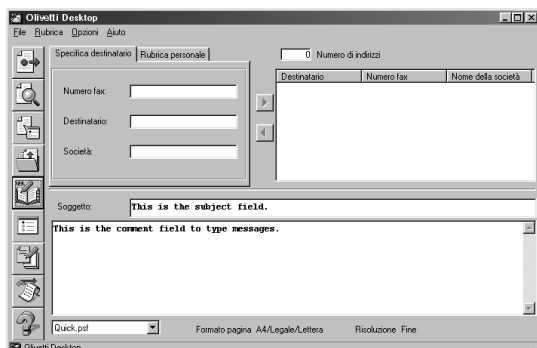 Olivetti Desktop
File Rubrica Opzioni Aiuto
Specifica destinatario Rubrica personale
0 Numero di indirizzi
Destinatario Numero fax Nome della società
Numero fax:
Destinatario:
Società:
Soggetto: This is the subject field.
This is the comment field to type messages.
Quick.psf Formato pagina A4/Legale/Lettera Risoluzione Fine
Olivetti Desktop